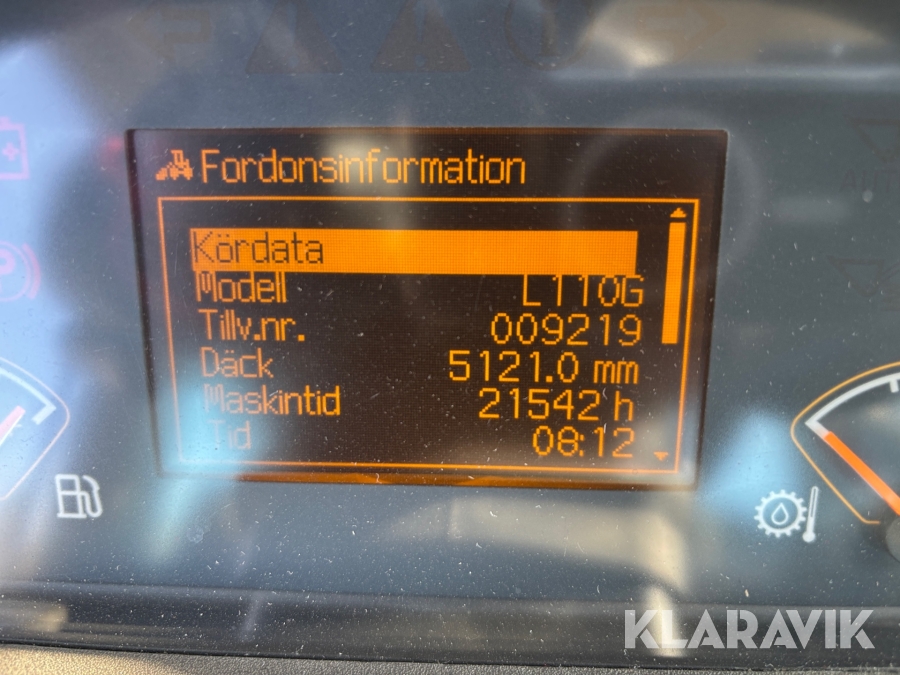 Fordonsinformation
Kördata
Modell L110G
Tillv.nr. 009219
Däck 5121.0 mm
Maskintid 21542 h
Tid 08:12
KLARAVIK